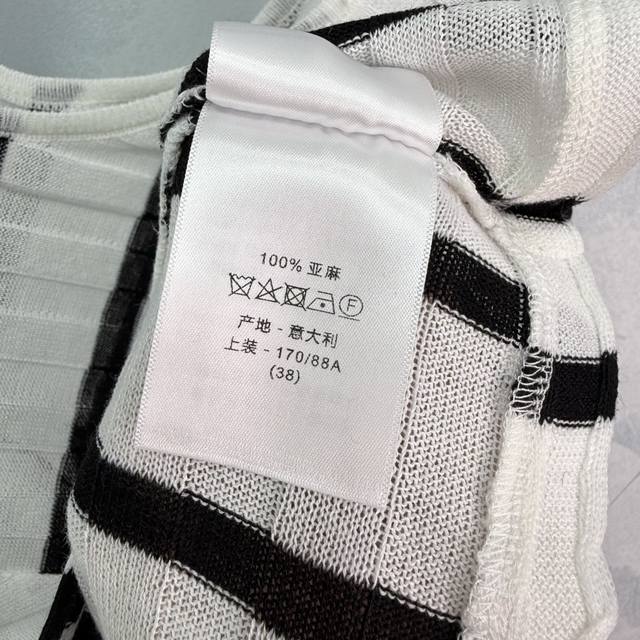 100% 亚麻
F
产地 - 意大利
上装 - 170/88A
(38)